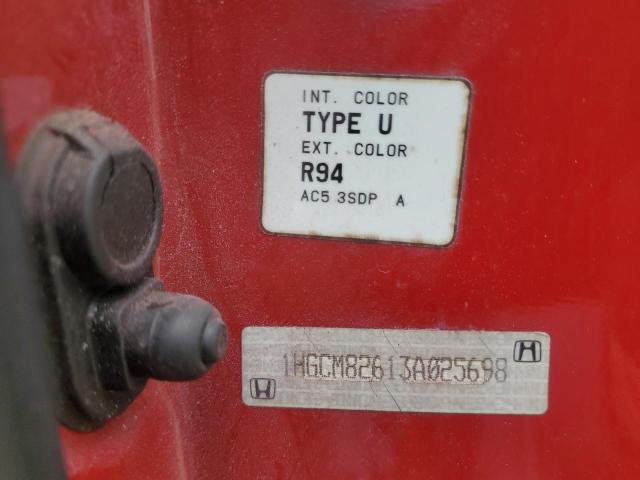 INT. COLOR
TYPE U
EXT. COLOR
R94
AC5 3SDP A
1HGCM82613A025698